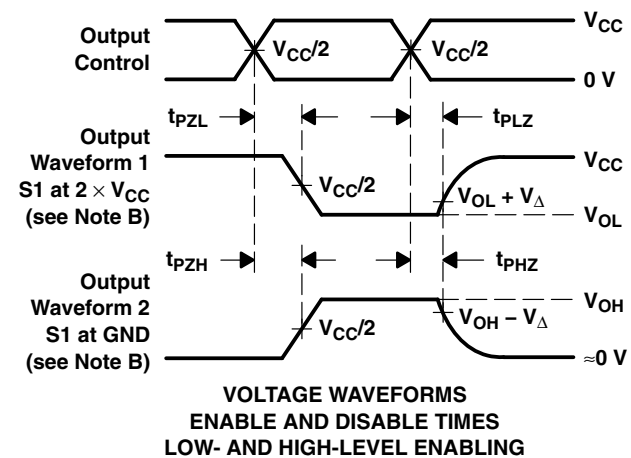 Output
Control
V_CC/2
V_CC/2
V_CC
0 V
t_PZL
t_PLZ
Output
Waveform 1
S1 at 2 × V_CC
(see Note B)
V_CC/2
V_CC
V_OL + V_Δ
V_OL
t_PZH
t_PHZ
Output
Waveform 2
S1 at GND
(see Note B)
V_CC/2
V_OH
V_OH − V_Δ
≈0 V
VOLTAGE WAVEFORMS
ENABLE AND DISABLE TIMES
LOW- AND HIGH-LEVEL ENABLING